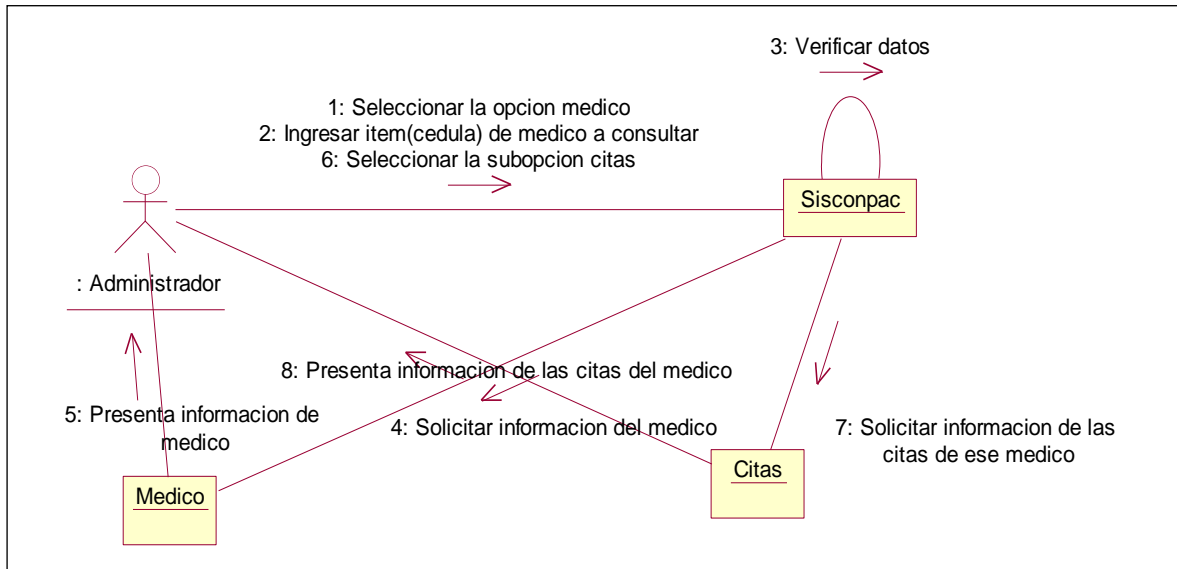 3: Verificar datos
1: Seleccionar la opcion medico
2: Ingresar item(cedula) de medico a consultar
6: Seleccionar la subopcion citas
Sisconpac
: Administrador
8: Presenta informacion de las citas del medico
5: Presenta informacion de
medico
4: Solicitar informacion del medico
7: Solicitar informacion de las
citas de ese medico
Citas
Medico